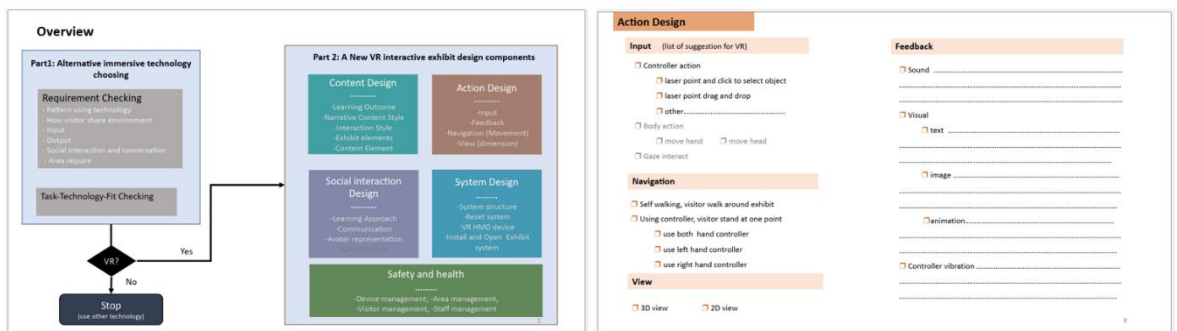 Overview
Part1: Alternative immersive technology
choosing
Requirement Checking
- Pattern using technology
- How visitor share environment
- Input
- Output
- Social Interaction and conversation
- Area require
Task-Technology-Fit Checking
VR?
Yes
No
Stop
(use other technology)
Part 2: A New VR interactive exhibit design components
Content Design
---------
-Learning Outcome
-Narrative Content Style
-Interaction Style
-Exhibit elements
-Content Element
Action Design
---------
-Input
-Feedback
-Navigation (Movement)
-View (dimension)
Social interaction
Design
.........
-Learning Approach
-Communication
-Avatar representation
System Design
.........
-System structure
-Reset system
-VR HMD device
-Install and Open Exhibit
system
Safety and health
.........
-Device management, -Area management,
-Visitor management, -Staff management
Action Design
Input (list of suggestion for VR)
Controller action
laser point and click to select object
laser point drag and drop
other...............................
Body action
move hand move head
Gaze interact
Navigation
Self walking, visitor walk around exhibit
Using controller, visitor stand at one point
use both hand controller
use left hand controller
use right hand controller
View
3D view 2D view
Feedback
Sound ...............................
Visual
text ...............................
image ...............................
animation...............................
Controller vibration ...............................